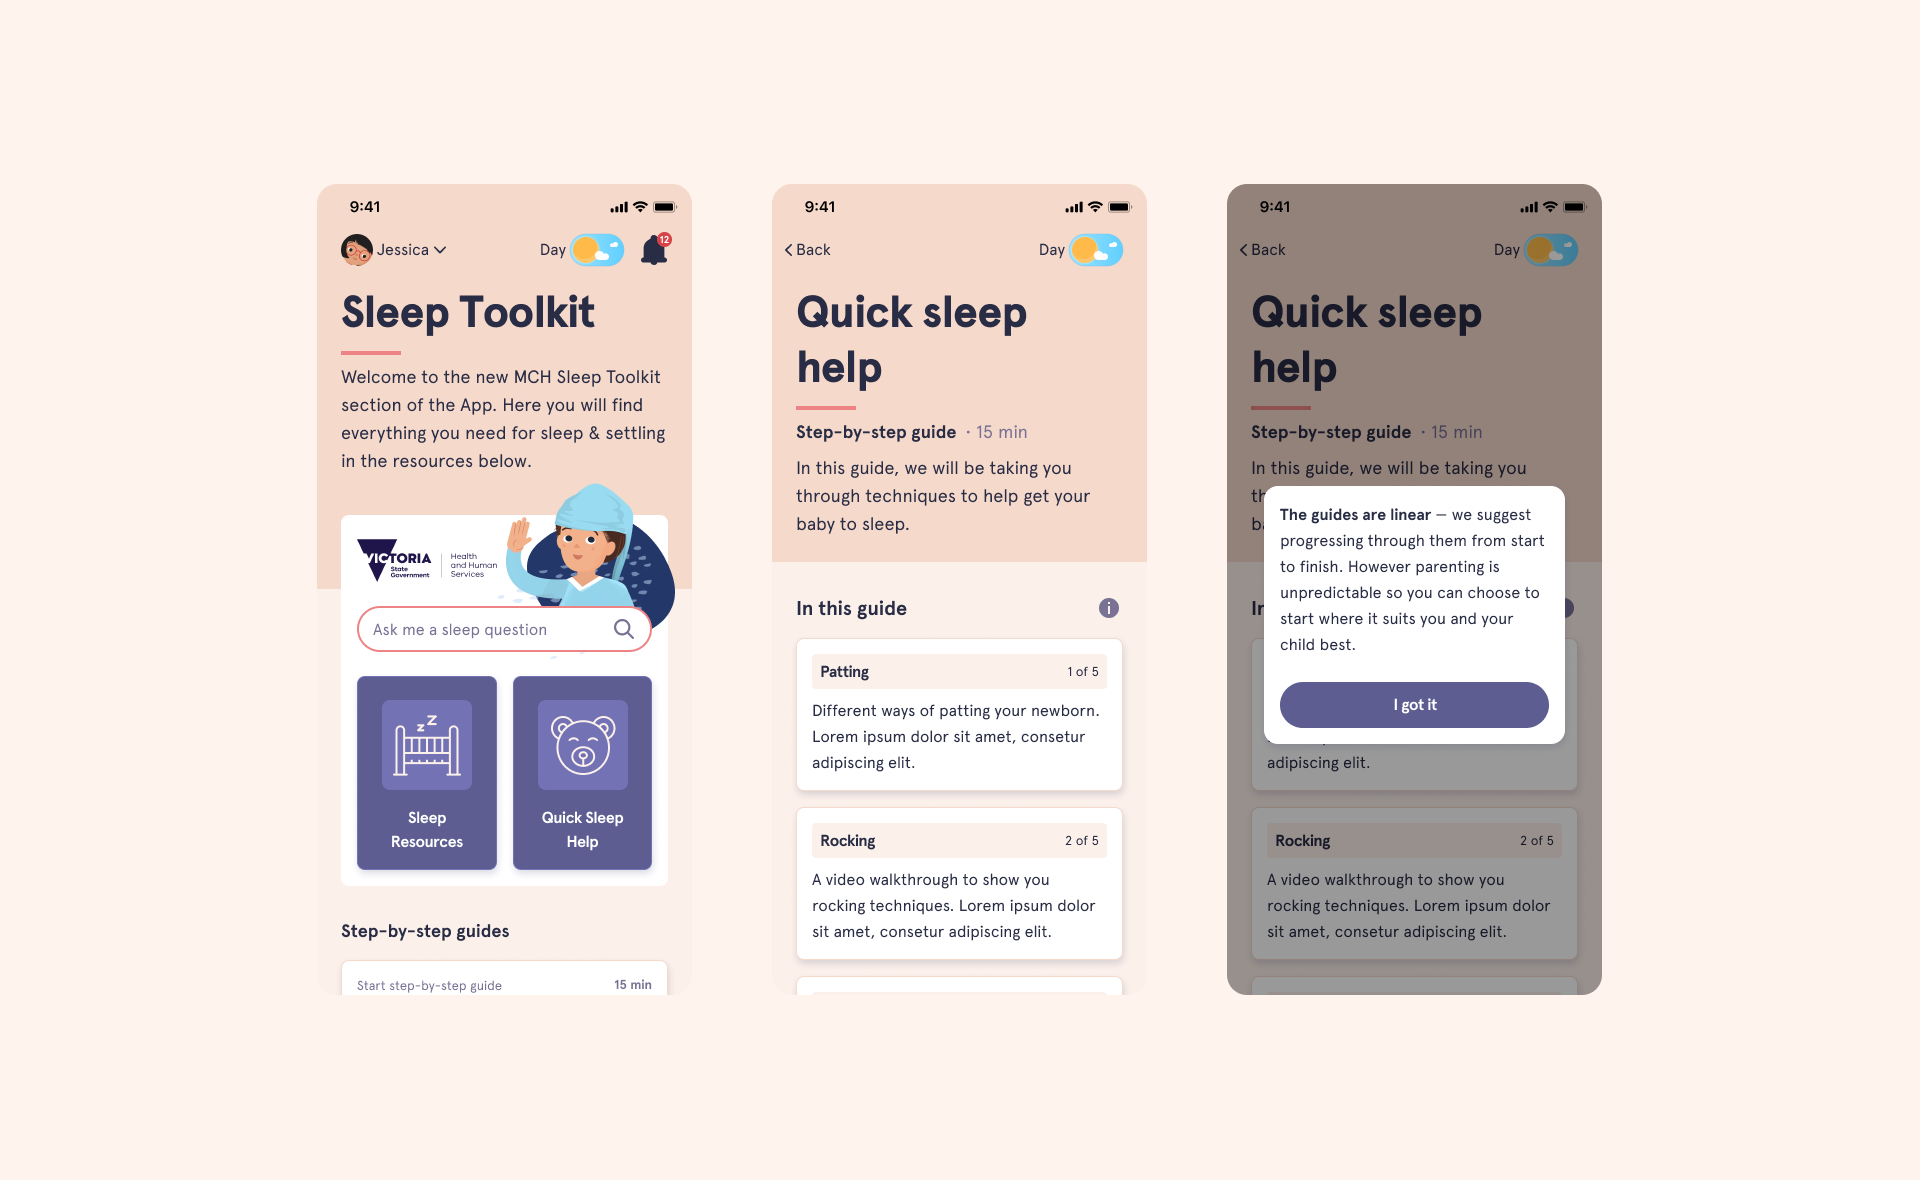 9:41
Jessica
Day
12
Sleep Toolkit
Welcome to the new MCH Sleep Toolkit
section of the App. Here you will find
everything you need for sleep & settling
in the resources below.
VICTORIA
State
Government
Health
and Human
Services
Ask me a sleep question
z
Z
Sleep
Resources
Quick Sleep
Help
Step-by-step guides
Start step-by-step guide
15 min
9:41
Back
Day
Quick sleep
help
Step-by-step guide · 15 min
In this guide, we will be taking you
through techniques to help get your
baby to sleep.
In this guide
i
Patting
1 of 5
Different ways of patting your newborn.
Lorem ipsum dolor sit amet, consetur
adipiscing elit.
Rocking
2 of 5
A video walkthrough to show you
rocking techniques. Lorem ipsum dolor
sit amet, consetur adipiscing elit.
9:41
Back
Day
Quick sleep
help
Step-by-step guide · 15 min
In this guide, we will be taking you
The guides are linear — we suggest
progressing through them from start
to finish. However parenting is
unpredictable so you can choose to
start where it suits you and your
child best.
I got it
adipiscing elit.
Rocking
2 of 5
A video walkthrough to show you
rocking techniques. Lorem ipsum dolor
sit amet, consetur adipiscing elit.